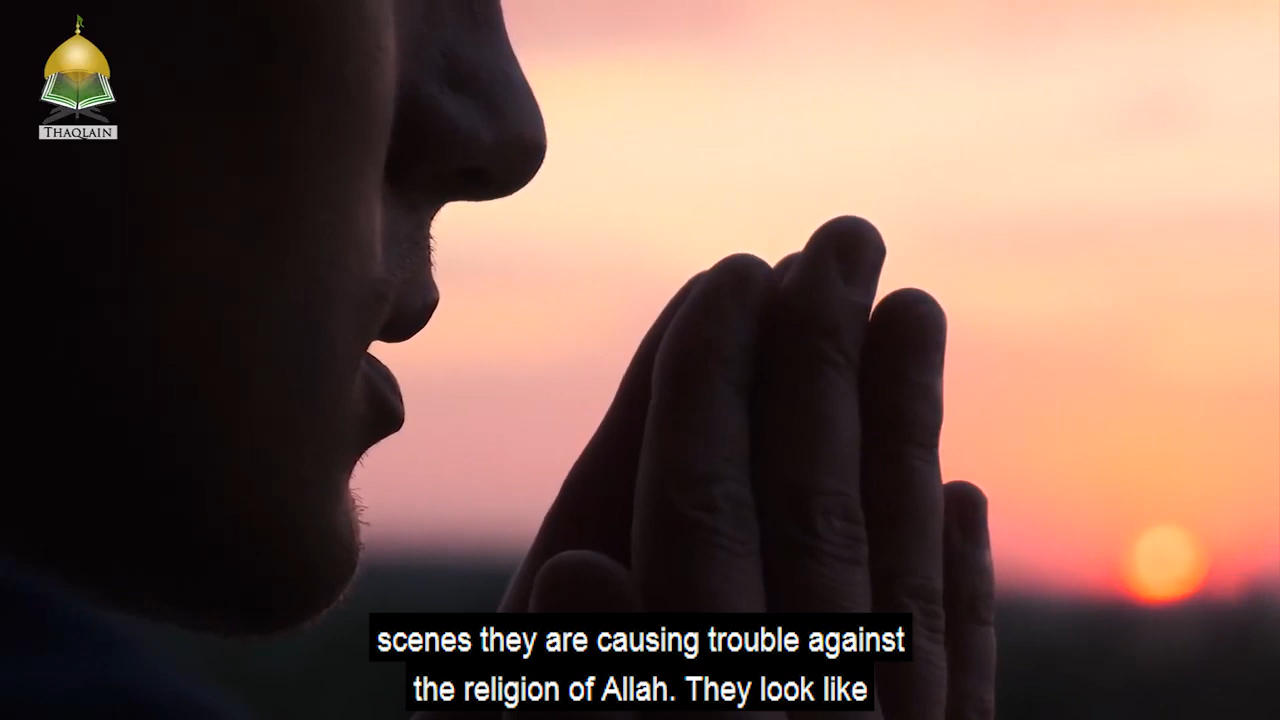 THAQLAIN
scenes they are causing trouble against
the religion of Allah. They look like